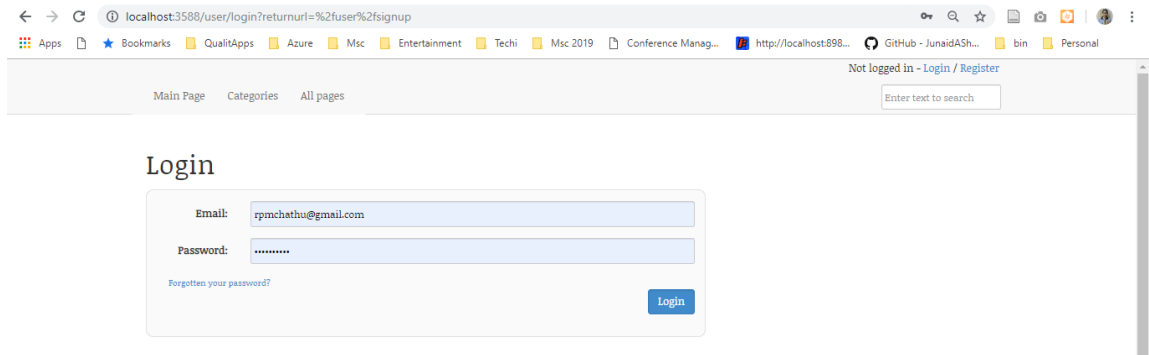 localhost:3588/user/login?returnurl=%2fuser%2fsignup
Apps Bookmarks QualitApps Azure Msc Entertainment Techi Msc 2019 Conference Manag... http://localhost:898... GitHub - JunaidASh... bin Personal
Not logged in - Login / Register
Main Page Categories All pages Enter text to search
Login
Email: rpmchathu@gmail.com
Password: ••••••••••
Forgotten your password?
Login